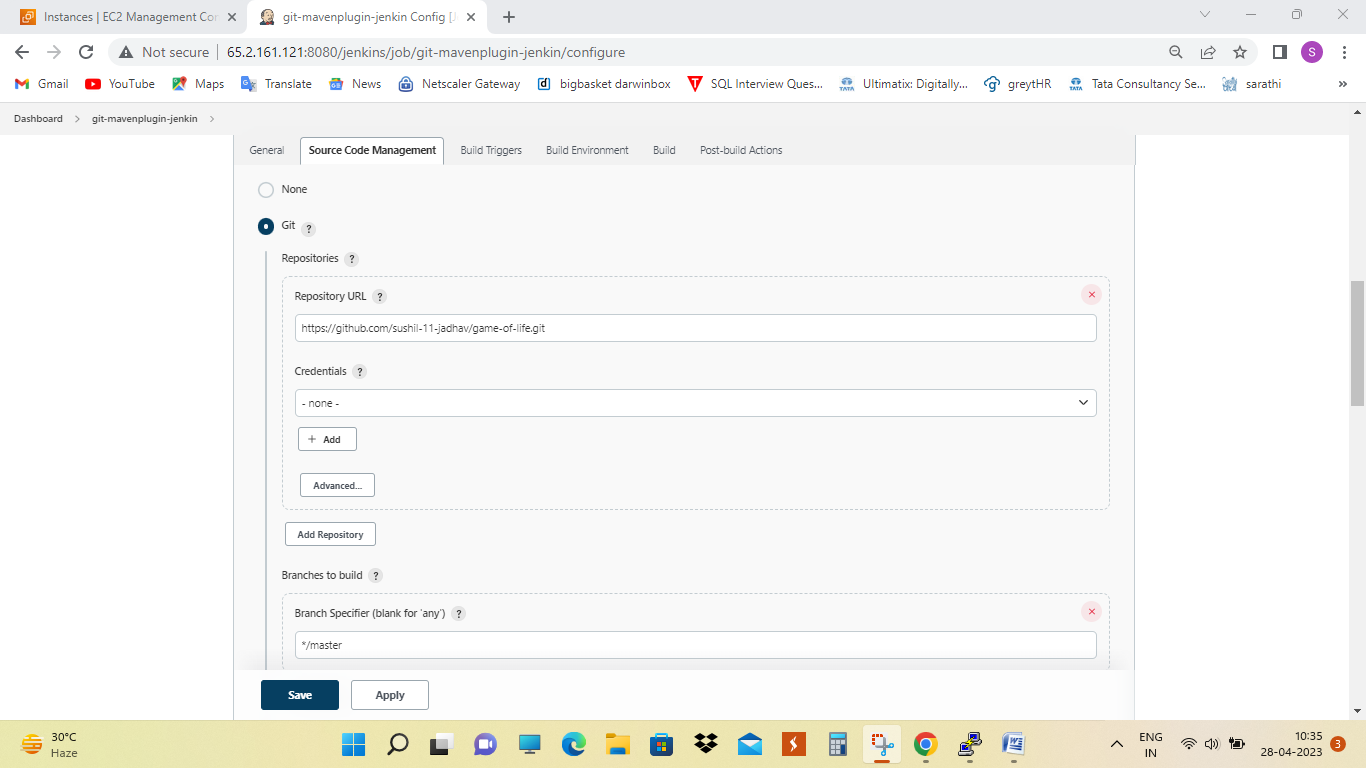 Instances | EC2 Management Con
git-mavenplugin-jenkin Config [J
Not secure
65.2.161.121:8080/jenkins/job/git-mavenplugin-jenkin/configure
S
Gmail
YouTube
Maps
Translate
News
Netscaler Gateway
bigbasket darwinbox
SQL Interview Ques...
Ultimatix: Digitally...
greytHR
Tata Consultancy Se...
sarathi
»
Dashboard
git-mavenplugin-jenkin
General
Source Code Management
Build Triggers
Build Environment
Build
Post-build Actions
None
Git ?
Repositories ?
Repository URL ?
https://github.com/sushil-11-jadhav/game-of-life.git
Credentials ?
- none -
+ Add
Advanced...
Add Repository
Branches to build ?
Branch Specifier (blank for 'any') ?
*/master
Save
Apply
30°C
Haze
ENG
IN
10:35
28-04-2023
3